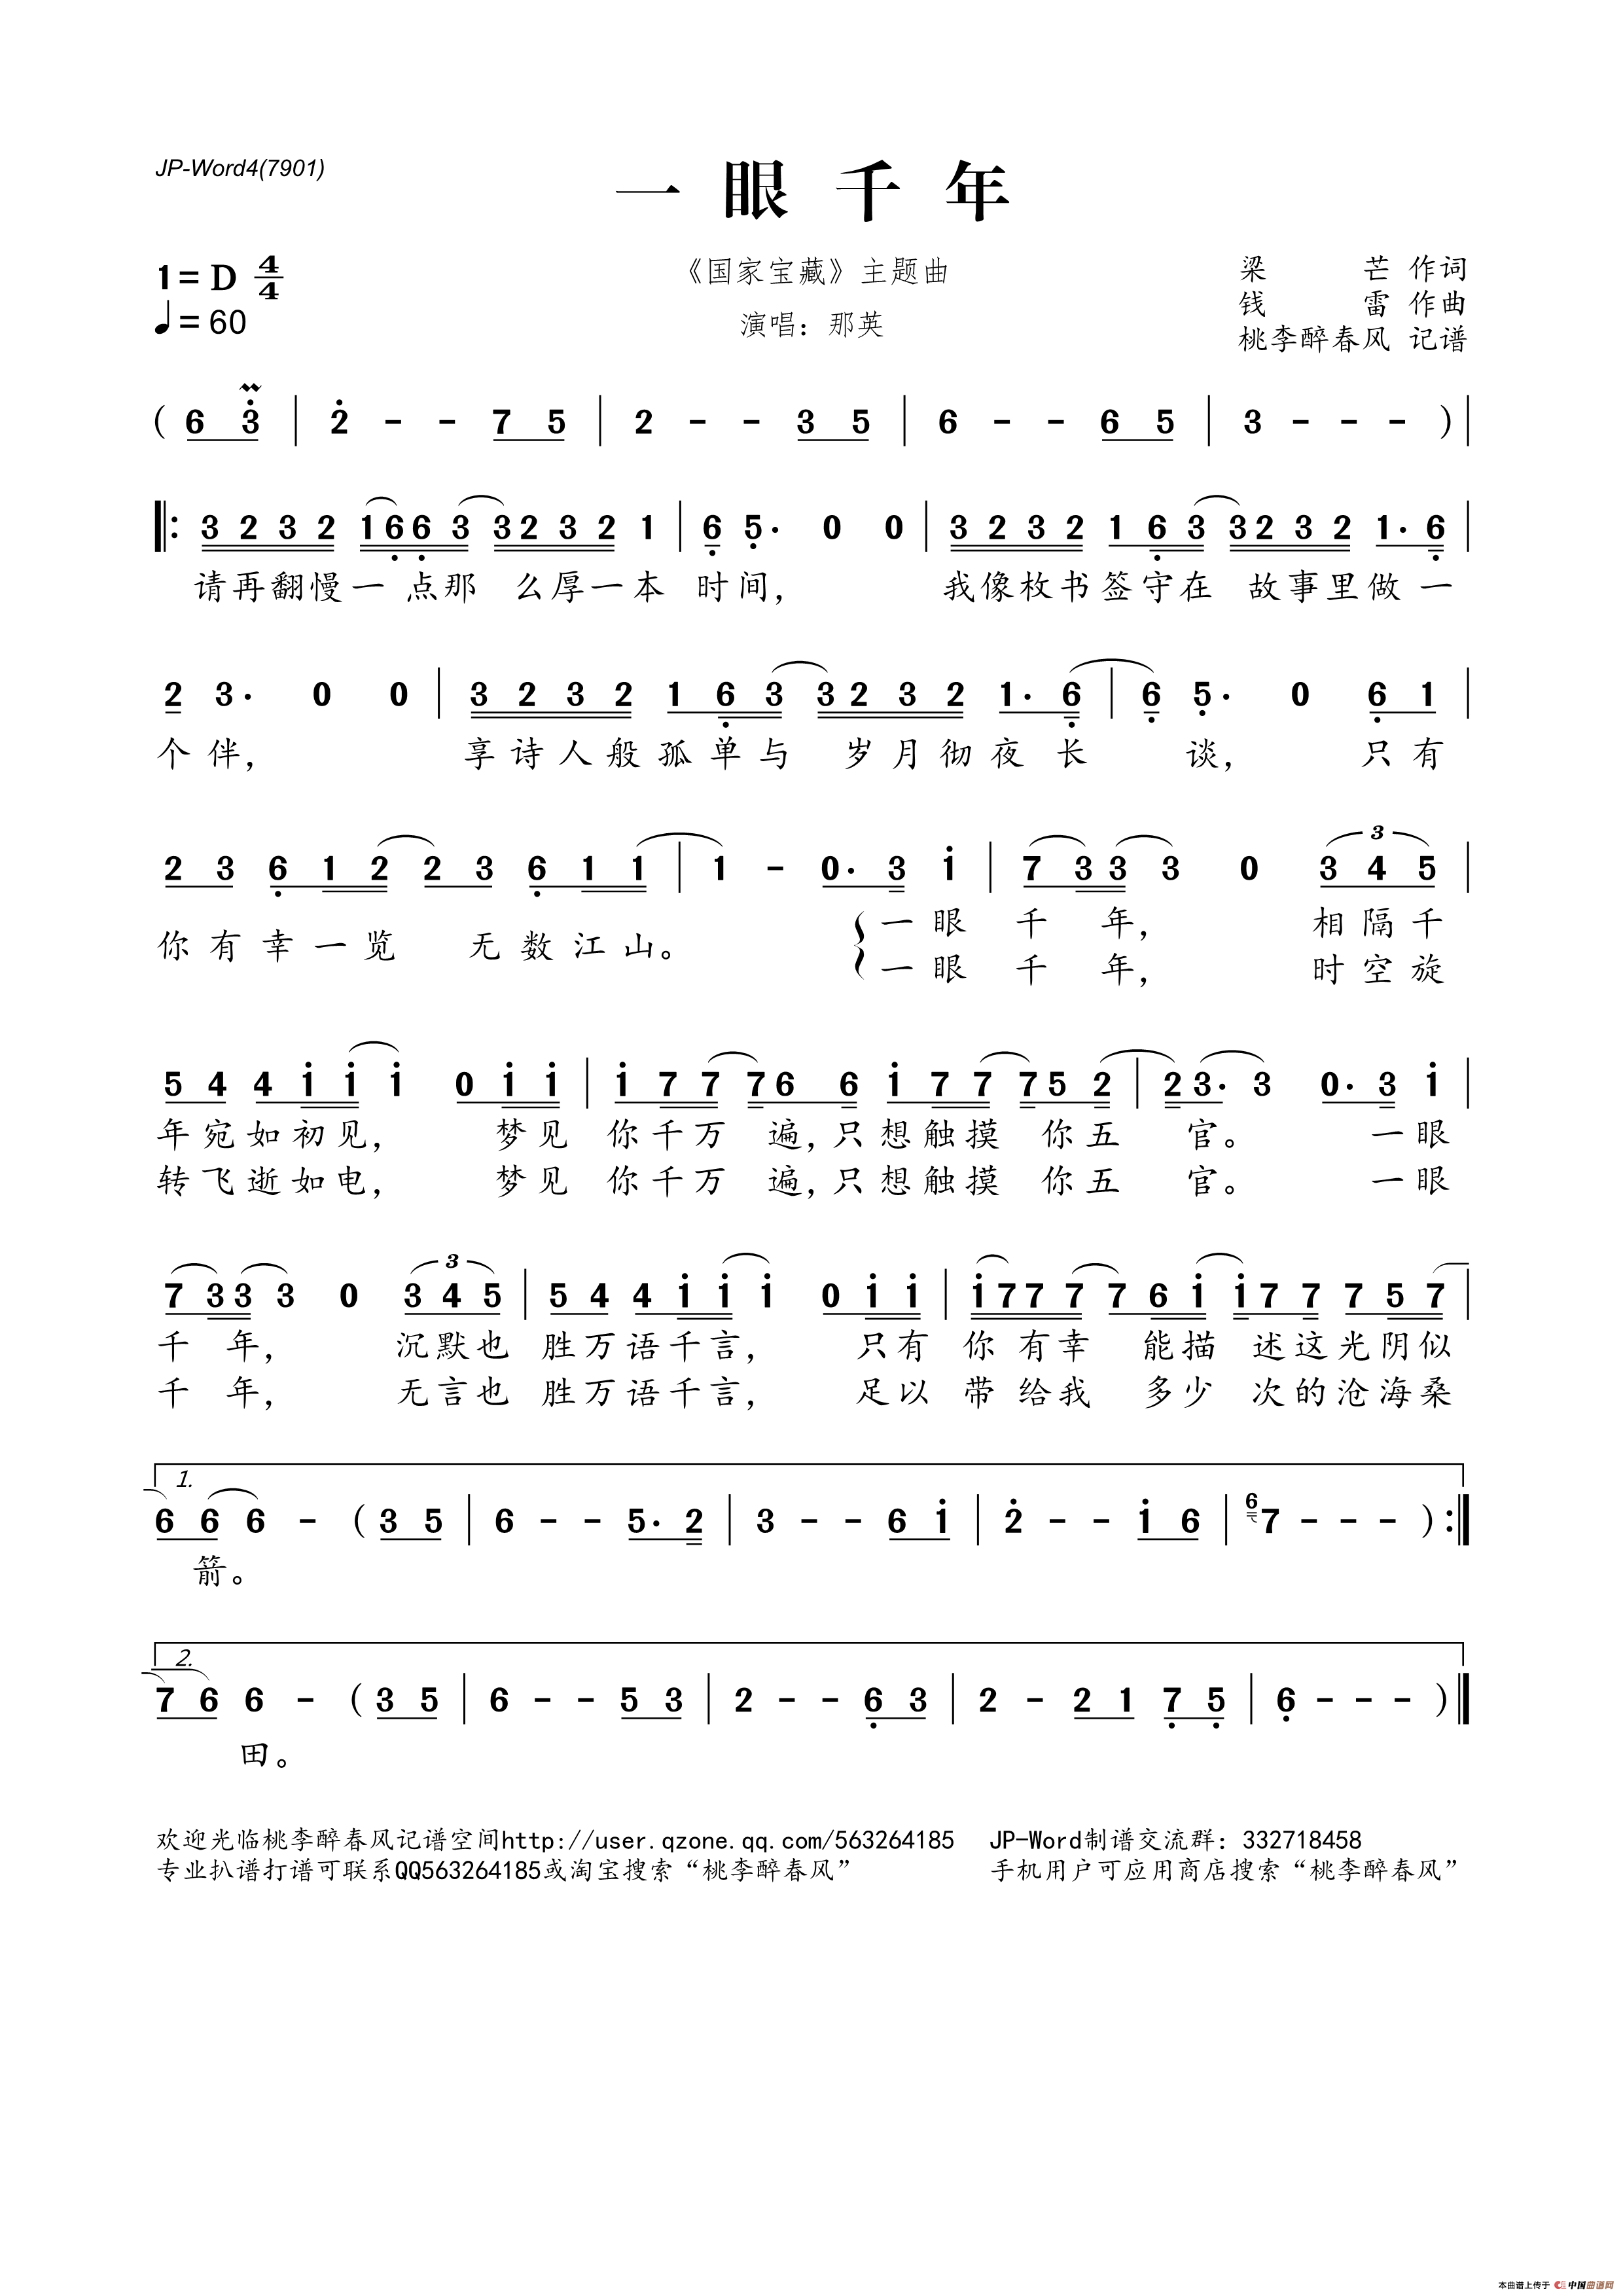 JP-Word4(7901)
一眼千年
1=D 4/4
♩=60
《国家宝藏》主题曲
演唱：那英
梁芒 作词
钱雷 作曲
桃李醉春风 记谱
( 6 3̇ | 2̇ - - 7 5 | 2 - - 3 5 | 6 - - 6 5 | 3 - - - ) |
‖: 3 2 3 2 1 6̣ 6̣ 3 3 2 3 2 1 | 6̣ 5̣· 0 0 | 3 2 3 2 1 6̣ 3 3 2 3 2 1· 6̣ |
请再翻慢一点那么厚一本时间， 我像枚书签守在故事里做一
2 3· 0 0 | 3 2 3 2 1 6̣ 3 3 2 3 2 1· 6̣ | 6̣ 5̣· 0 6̣ 1 |
个伴， 享诗人般孤单与岁月彻夜长谈， 只有
2 3 6̣ 1 2 2 3 6̣ 1 1 | 1 - 0· 3 1̇ | 7 3 3 3 0 3 4 5 |
3
你有幸一览无数江山。
一眼千年， 相隔千
一眼千年， 时空旋
5 4 4 1̇ 1̇ 1̇ 0 1̇ 1̇ | 1̇ 7 7 7 6 6 1̇ 7 7 7 5 2 | 2 3· 3 0· 3 1̇ |
年宛如初见， 梦见你千万遍，只想触摸你五官。 一眼
转飞逝如电， 梦见你千万遍，只想触摸你五官。 一眼
3
7 3 3 3 0 3 4 5 | 5 4 4 1̇ 1̇ 1̇ 0 1̇ 1̇ | 1̇ 7 7 7 7 6 1̇ 1̇ 7 7 7 5 7 |
千年， 沉默也胜万语千言， 只有你有幸能描述这光阴似
千年， 无言也胜万语千言， 足以带给我多少次的沧海桑
1.
6 6 6 - ( 3 5 | 6 - - 5· 2 | 3 - - 6 1̇ | 2̇ - - 1̇ 6 | 6 7 - - - ) :‖
箭。
2.
7 6 6 - ( 3 5 | 6 - - 5 3 | 2 - - 6̣ 3 | 2 - 2 1 7̣ 5̣ | 6̣ - - - ) ‖
田。
欢迎光临桃李醉春风记谱空间http://user.qzone.qq.com/563264185 JP-Word制谱交流群：332718458
专业扒谱打谱可联系QQ563264185或淘宝搜索“桃李醉春风” 手机用户可应用商店搜索“桃李醉春风”
本曲谱上传于 中国曲谱网